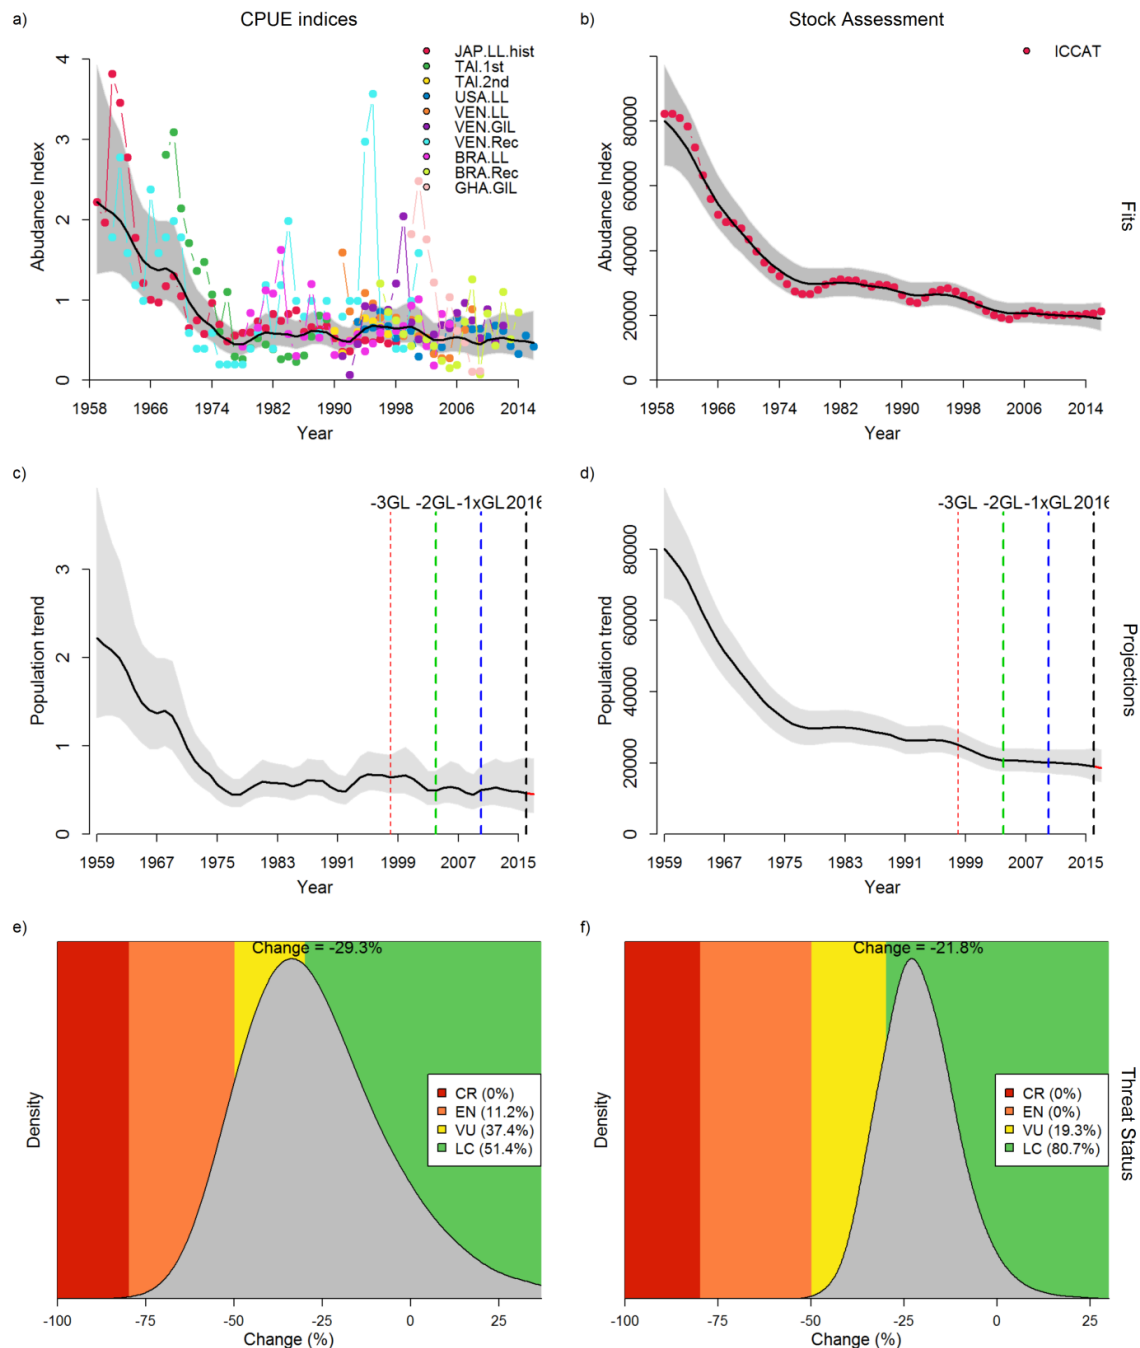 a)
CPUE indices
b)
Stock Assessment
Abudance Index
4
3
2
1
0
JAP.LL.hist
TAI.1st
TAI.2nd
USA.LL
VEN.LL
VEN.GIL
VEN.Rec
BRA.LL
BRA.Rec
GHA.GIL
1958 1966 1974 1982 1990 1998 2006 2014
Year
Abudance Index
80000
60000
40000
20000
0
ICCAT
1958 1966 1974 1982 1990 1998 2006 2014
Year
Fits
c)
Population trend
3
2
1
0
-3GL -2GL -1xGL 2016
1959 1967 1975 1983 1991 1999 2007 2015
Year
d)
Population trend
80000
60000
40000
20000
0
-3GL -2GL -1xGL 2016
1959 1967 1975 1983 1991 1999 2007 2015
Year
Projections
e)
Density
Change = -29.3%
CR (0%)
EN (11.2%)
VU (37.4%)
LC (51.4%)
-100 -75 -50 -25 0 25
Change (%)
f)
Density
Change = -21.8%
CR (0%)
EN (0%)
VU (19.3%)
LC (80.7%)
-100 -75 -50 -25 0 25
Change (%)
Threat Status